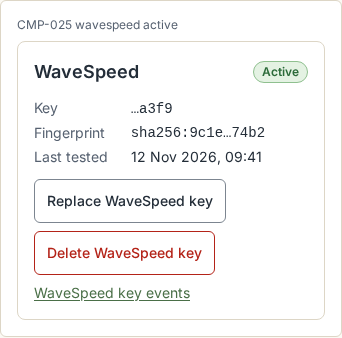 CMP-025 wavespeed active
WaveSpeed Active
Key …a3f9
Fingerprint sha256:9c1e…74b2
Last tested 12 Nov 2026, 09:41
Replace WaveSpeed key
Delete WaveSpeed key
WaveSpeed key events